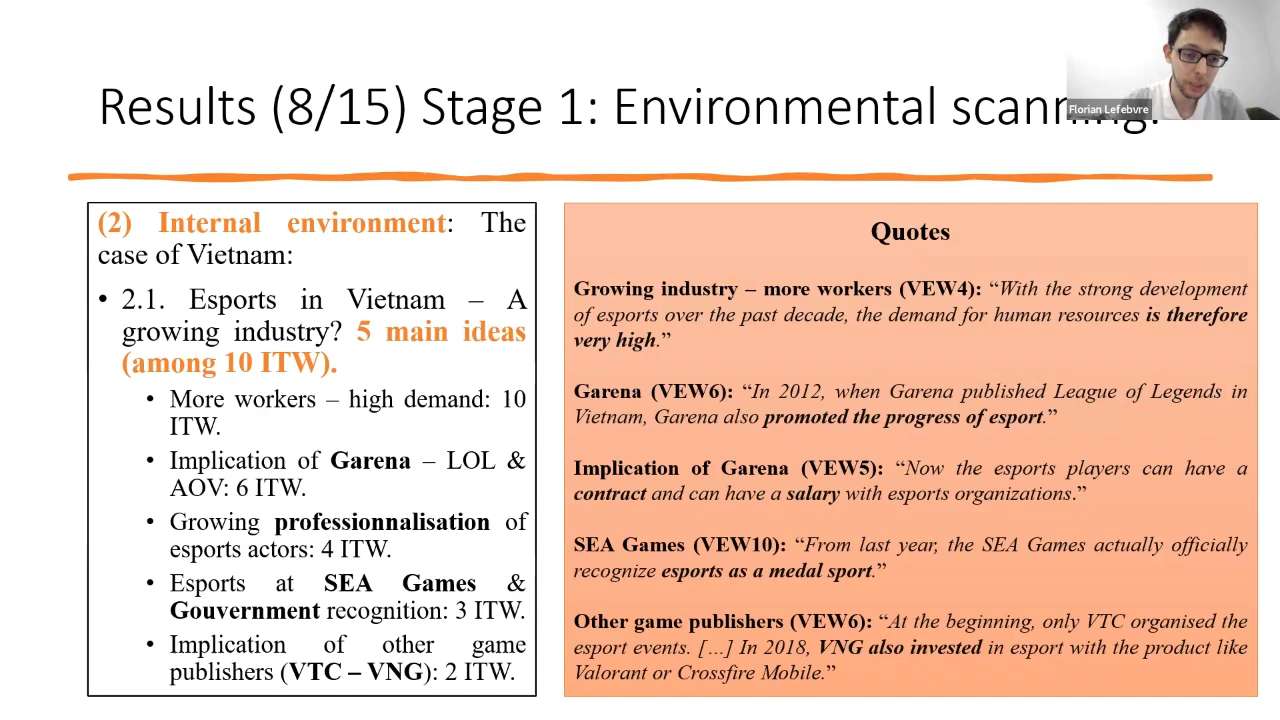 Results (8/15) Stage 1: Environmental scanning.
Florian Lefebvre
(2) Internal environment: The
case of Vietnam:
• 2.1. Esports in Vietnam – A
growing industry? 5 main ideas
(among 10 ITW).
• More workers – high demand: 10
ITW.
• Implication of Garena – LOL &
AOV: 6 ITW.
• Growing professionnalisation of
esports actors: 4 ITW.
• Esports at SEA Games &
Gouvernment recognition: 3 ITW.
• Implication of other game
publishers (VTC – VNG): 2 ITW.
Quotes
Growing industry – more workers (VEW4): “With the strong development
of esports over the past decade, the demand for human resources is therefore
very high.”
Garena (VEW6): “In 2012, when Garena published League of Legends in
Vietnam, Garena also promoted the progress of esport.”
Implication of Garena (VEW5): “Now the esports players can have a
contract and can have a salary with esports organizations.”
SEA Games (VEW10): “From last year, the SEA Games actually officially
recognize esports as a medal sport.”
Other game publishers (VEW6): “At the beginning, only VTC organised the
esport events. […] In 2018, VNG also invested in esport with the product like
Valorant or Crossfire Mobile.”